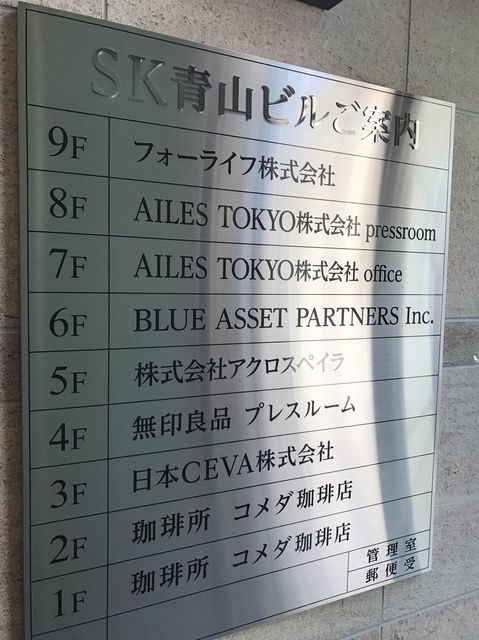 SK青山ビルご案内
9F フォーライフ株式会社
8F AILES TOKYO株式会社 pressroom
7F AILES TOKYO株式会社 office
6F BLUE ASSET PARTNERS Inc.
5F 株式会社アクロスペイラ
4F 無印良品 プレスルーム
3F 日本CEVA株式会社
2F 珈琲所 コメダ珈琲店
1F 珈琲所 コメダ珈琲店
管理室
郵便受